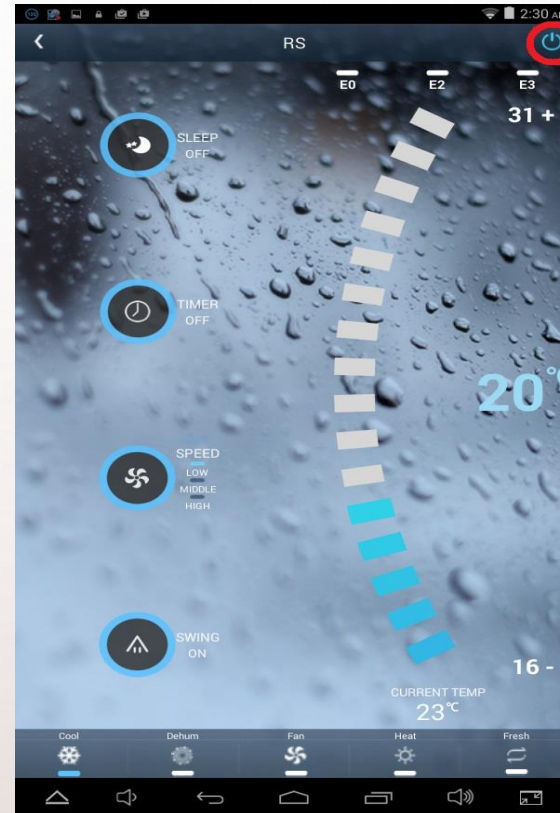 2:30 A
RS
E0 E2 E3
31 +
SLEEP
OFF
TIMER
OFF
20°
SPEED
LOW
MIDDLE
HIGH
SWING
ON
16 -
CURRENT TEMP
23℃
Cool Dehum Fan Heat Fresh